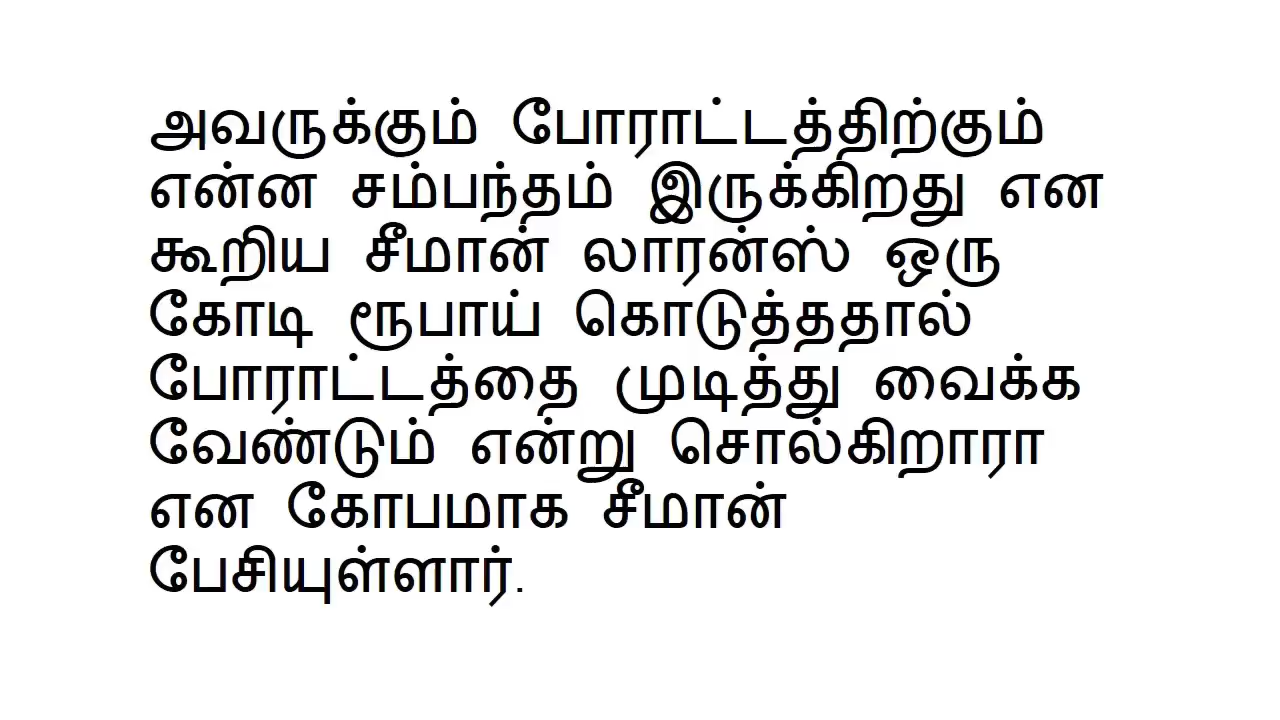 அவருக்கும் போராட்டத்திற்கும்
என்ன சம்பந்தம் இருக்கிறது என
கூறிய சீமான் லாரன்ஸ் ஒரு
கோடி ரூபாய் கொடுத்ததால்
போராட்டத்தை முடித்து வைக்க
வேண்டும் என்று சொல்கிறாரா
என கோபமாக சீமான்
பேசியுள்ளார்.